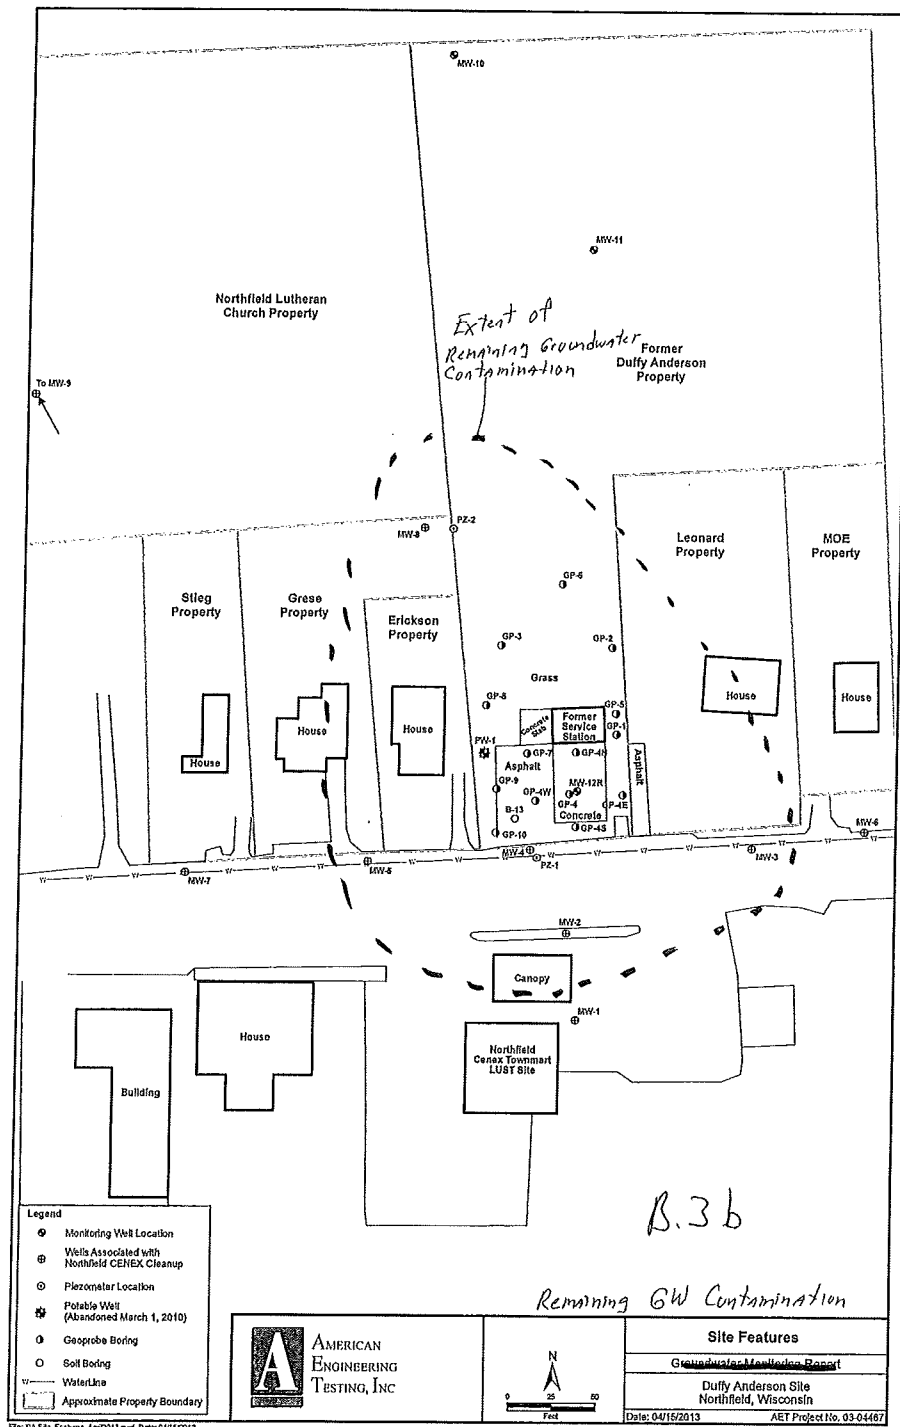 MW-10
MW-11
Northfield Lutheran
Church Property
Extent of
Remaining Groundwater
Contamination
Former
Duffy Anderson
Property
To MW-9
MW-8
PZ-2
Leonard
Property
MOE
Property
GP-6
Stieg
Property
Grese
Property
Erickson
Property
GP-3
GP-2
Grass
House
House
GP-8
GP-5
House
House
House
Concrete
Slab
Former
Service
Station
GP-1
PW-1
GP-7
GP-4N
Asphalt
Asphalt
MW-12R
GP-9
GP-4W
GP-4
GP-4E
B-13
Concrete
GP-10
GP-4S
MW-6
MW-4
MW-3
PZ-1
MW-5
MW-7
W W W W W W W W W W W W W W W W W W
MW-2
Canopy
MW-1
House
Northfield
Cenex Townmart
LUST Site
Building
B.3b
Remaining GW Contamination
Legend
Monitoring Well Location
Wells Associated with
Northfield CENEX Cleanup
Piezometer Location
Potable Well
(Abandoned March 1, 2010)
Geoprobe Boring
Soil Boring
W WaterLine
Approximate Property Boundary
A
AMERICAN
ENGINEERING
TESTING, INC
N
0 25 50
Feet
Site Features
Groundwater Monitoring Report
Duffy Anderson Site
Northfield, Wisconsin
Date: 04/15/2013 AET Project No. 03-04467